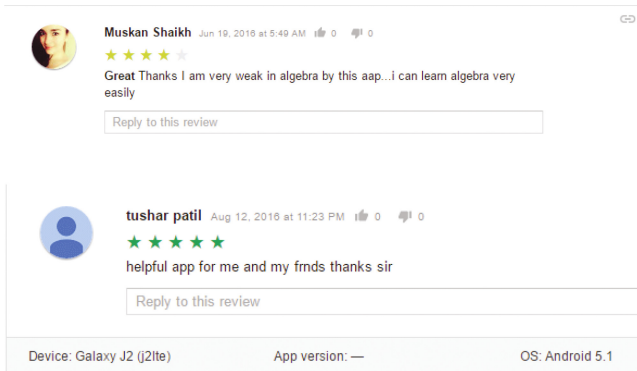 Muskan Shaikh Jun 19, 2016 at 5:49 AM 0 0
Great Thanks I am very weak in algebra by this aap...i can learn algebra very
easily
Reply to this review
tushar patil Aug 12, 2016 at 11:23 PM 0 0
helpful app for me and my frnds thanks sir
Reply to this review
Device: Galaxy J2 (j2lte) App version: — OS: Android 5.1